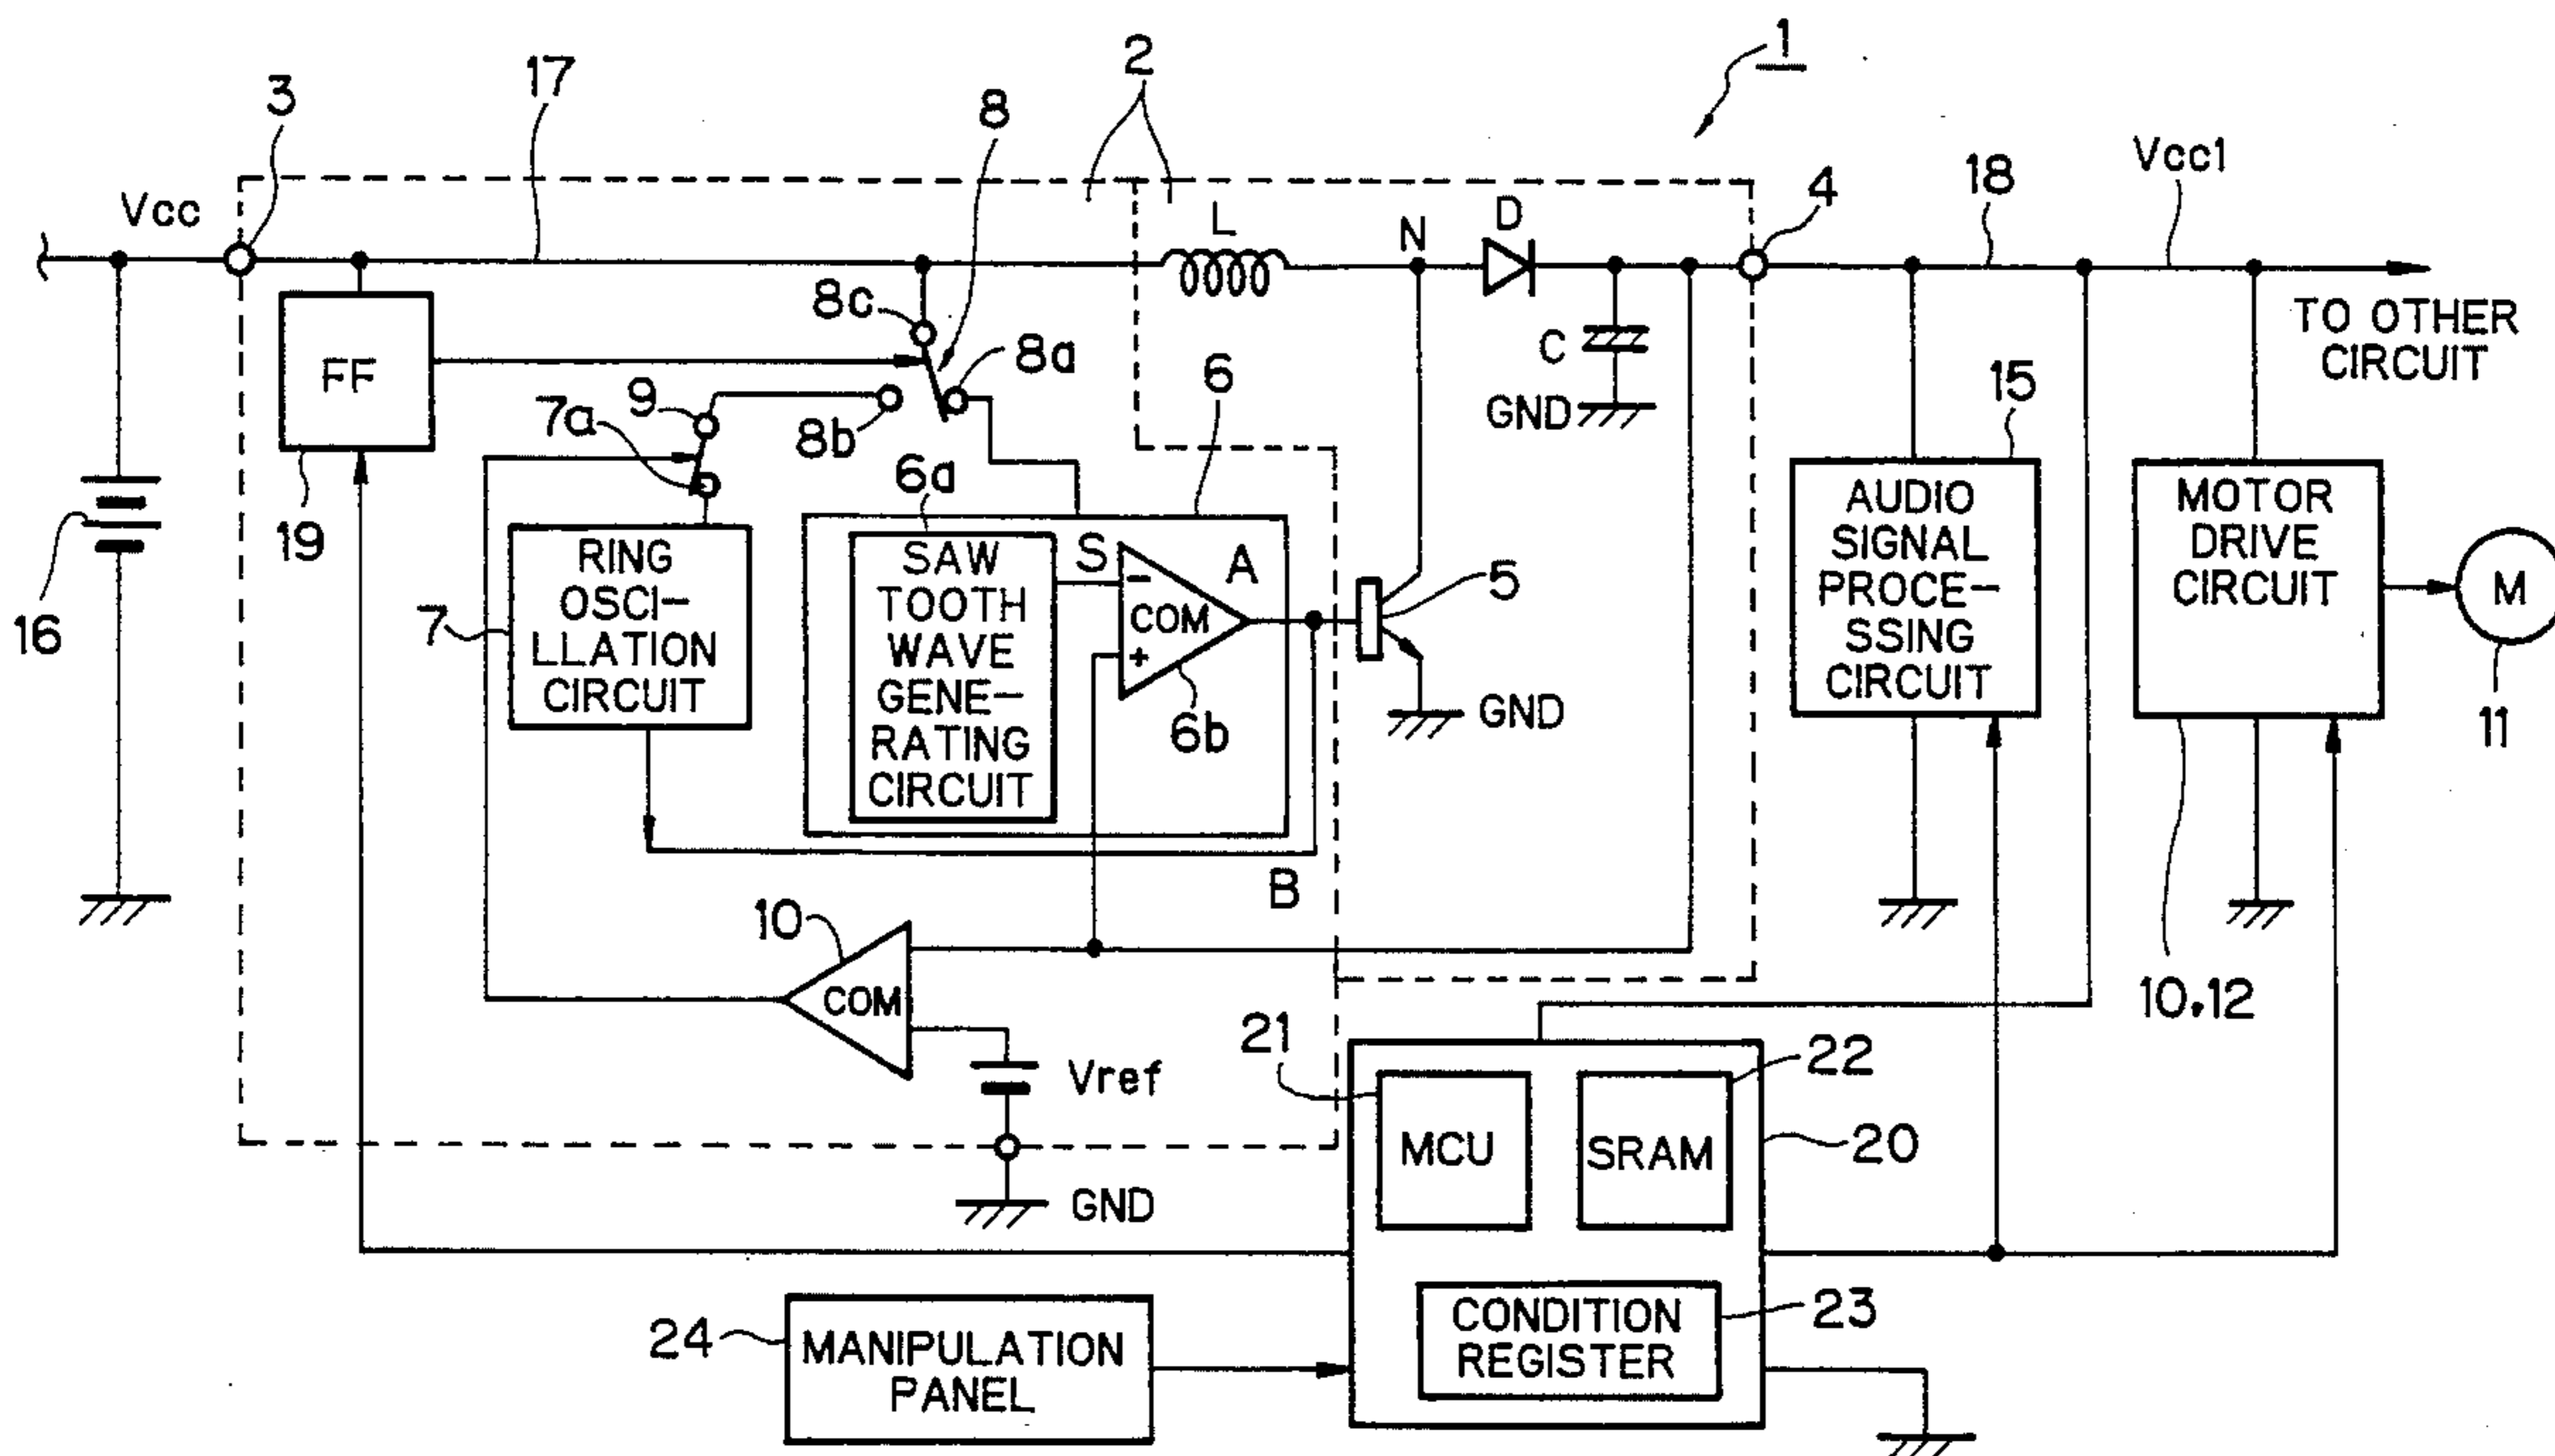 1
2
3
17
8
Vcc
L
N
D
4
18
Vcc1
8c
8a
FF
9
7a
8b
6
C
GND
TO OTHER
CIRCUIT
15
19
6a
16
7
RING
OSCI-
LLATION
CIRCUIT
SAW
TOOTH
WAVE
GENE-
RATING
CIRCUIT
S
A
-
COM
+
6b
5
GND
AUDIO
SIGNAL
PROCE-
SSING
CIRCUIT
MOTOR
DRIVE
CIRCUIT
M
11
B
10
COM
10,12
Vref
GND
21
22
MCU
SRAM
20
CONDITION
REGISTER
23
24
MANIPULATION
PANEL